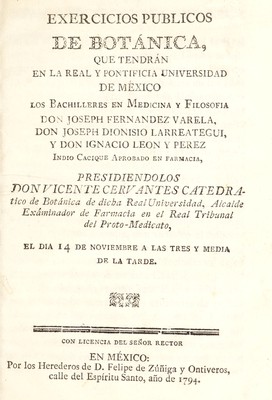 EXERCICIOS PUBLICOS
DE BOTÁNICA,
QUE TENDRÁN
EN LA REAL Y PONTIFICIA UNIVERSIDAD
DE MÉXICO
LOS BACHILLERES EN MEDICINA Y FILOSOFIA
DON JOSEPH FERNANDEZ VARELA,
DON JOSEPH DIONISIO LARREATEGUI,
Y DON IGNACIO LEON Y PEREZ
INDIO CACIQUE APROBADO EN FARMACIA,
PRESIDIENDOLOS
DON VICENTE CERVANTES CATEDRA-
tico de Botánica de dicha Real Universidad, Alcalde
Exâminador de Farmacia en el Real Tribunal
del Proto-Medicato,
EL DIA 14 DE NOVIEMBRE A LAS TRES Y MEDIA
DE LA TARDE.
CON LICENCIA DEL SEÑOR RECTOR
EN MÉXICO:
Por los Herederos de D. Felipe de Zúñiga y Ontiveros,
calle del Espíritu Santo, año de 1794.